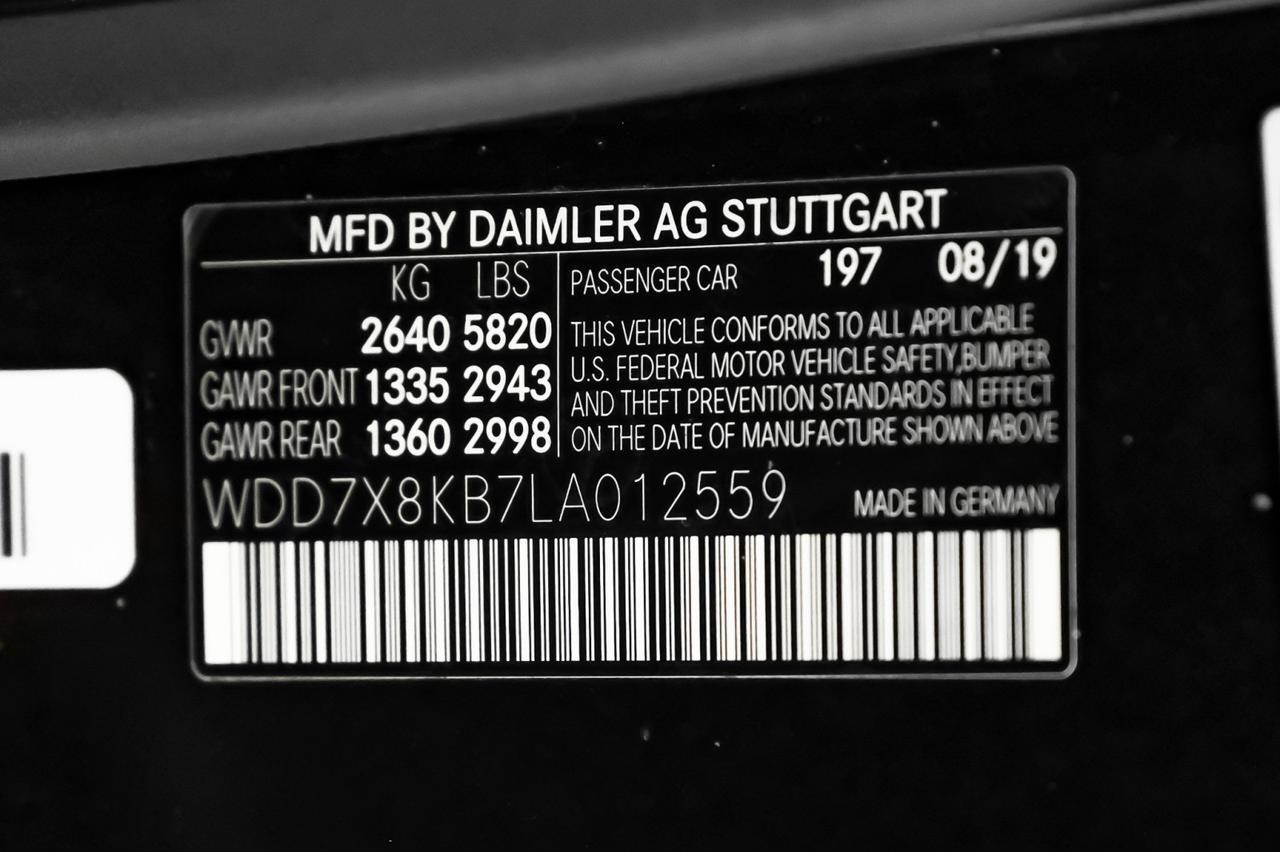 MFD BY DAIMLER AG STUTTGART
KG LBS
GVWR 2640 5820
GAWR FRONT 1335 2943
GAWR REAR 1360 2998
PASSENGER CAR 197 08/19
THIS VEHICLE CONFORMS TO ALL APPLICABLE
U.S. FEDERAL MOTOR VEHICLE SAFETY,BUMPER
AND THEFT PREVENTION STANDARDS IN EFFECT
ON THE DATE OF MANUFACTURE SHOWN ABOVE
WDD7X8KB7LA012559 MADE IN GERMANY